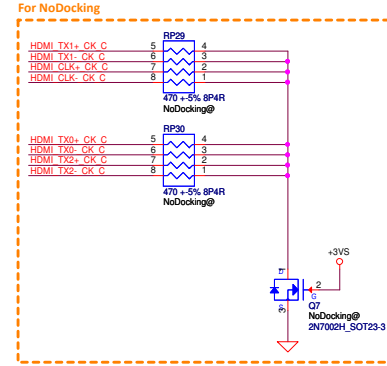 For NoDocking
RP29
HDMI_TX1+_CK_C 5 4
HDMI_TX1-_CK_C 6 3
HDMI_CLK+_CK_C 7 2
HDMI_CLK-_CK_C 8 1
470 +-5% 8P4R
NoDocking@
RP30
HDMI_TX0+_CK_C 5 4
HDMI_TX0-_CK_C 6 3
HDMI_TX2+_CK_C 7 2
HDMI_TX2-_CK_C 8 1
470 +-5% 8P4R
NoDocking@
+3VS
2
G
Q7
NoDocking@
2N7002H_SOT23-3